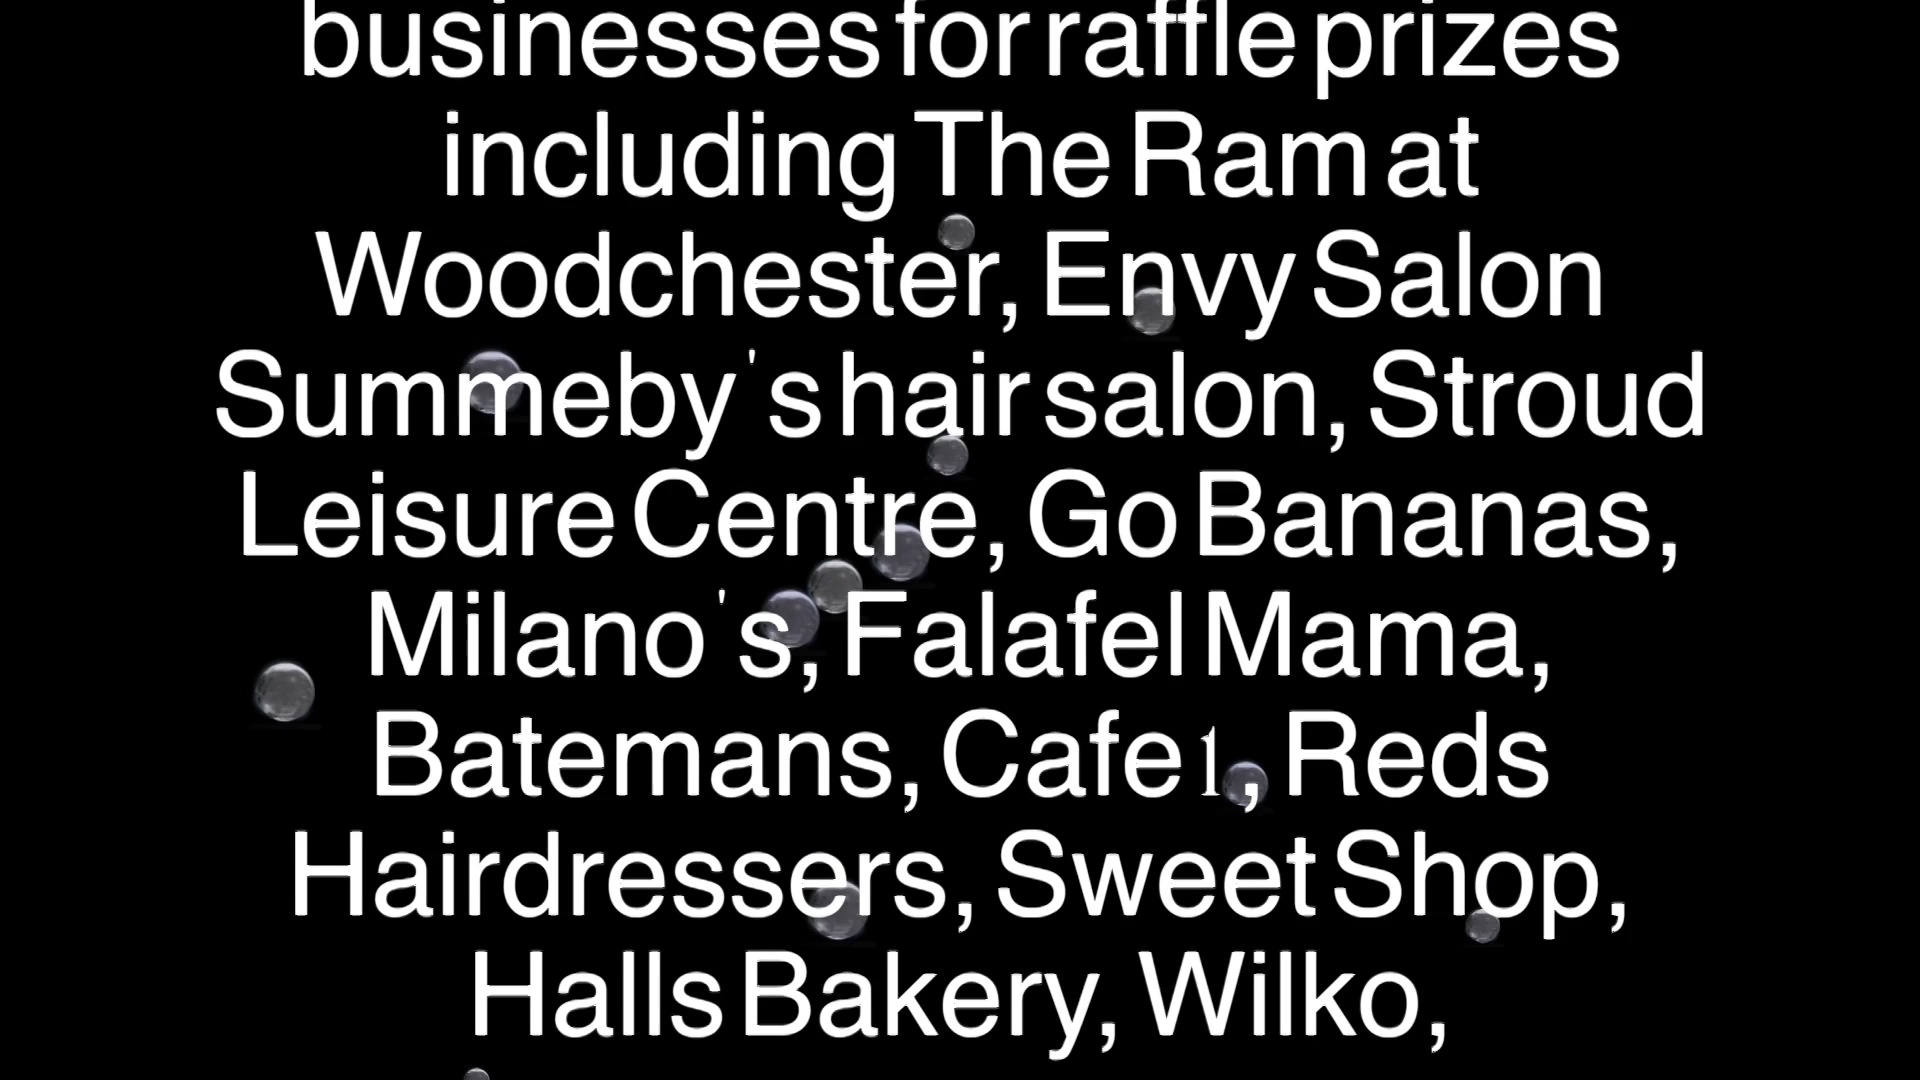 businesses for raffle prizes
including The Ram at
Woodchester, Envy Salon
Summeby's hair salon, Stroud
Leisure Centre, Go Bananas,
Milano's, Falafel Mama,
Batemans, Cafe 1, Reds
Hairdressers, Sweet Shop,
Halls Bakery, Wilko,